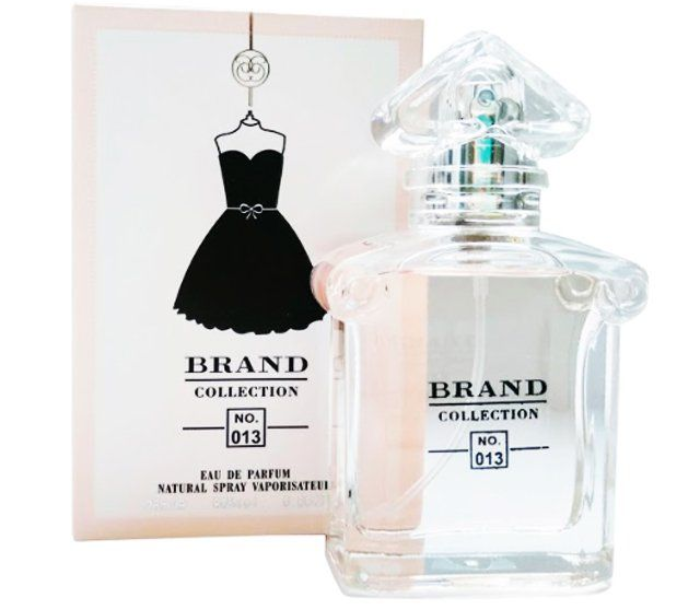 BRAND
COLLECTION
NO.
013
EAU DE PARFUM
NATURAL SPRAY VAPORISATEUR
BRAND
COLLECTION
NO.
013